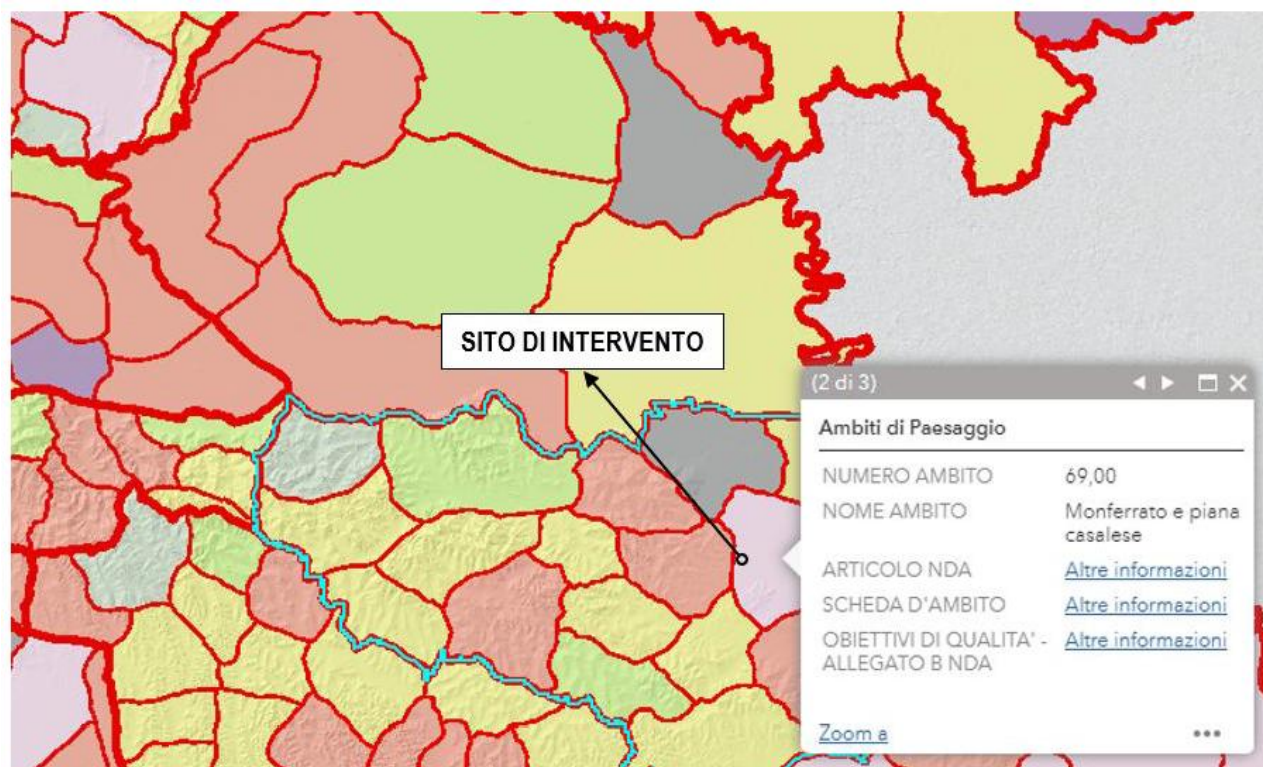 SITO DI INTERVENTO
(2 di 3)
Ambiti di Paesaggio
NUMERO AMBITO 69,00
NOME AMBITO Monferrato e piana
casalese
ARTICOLO NDA Altre informazioni
SCHEDA D'AMBITO Altre informazioni
OBIETTIVI DI QUALITA' - Altre informazioni
ALLEGATO B NDA
Zoom a